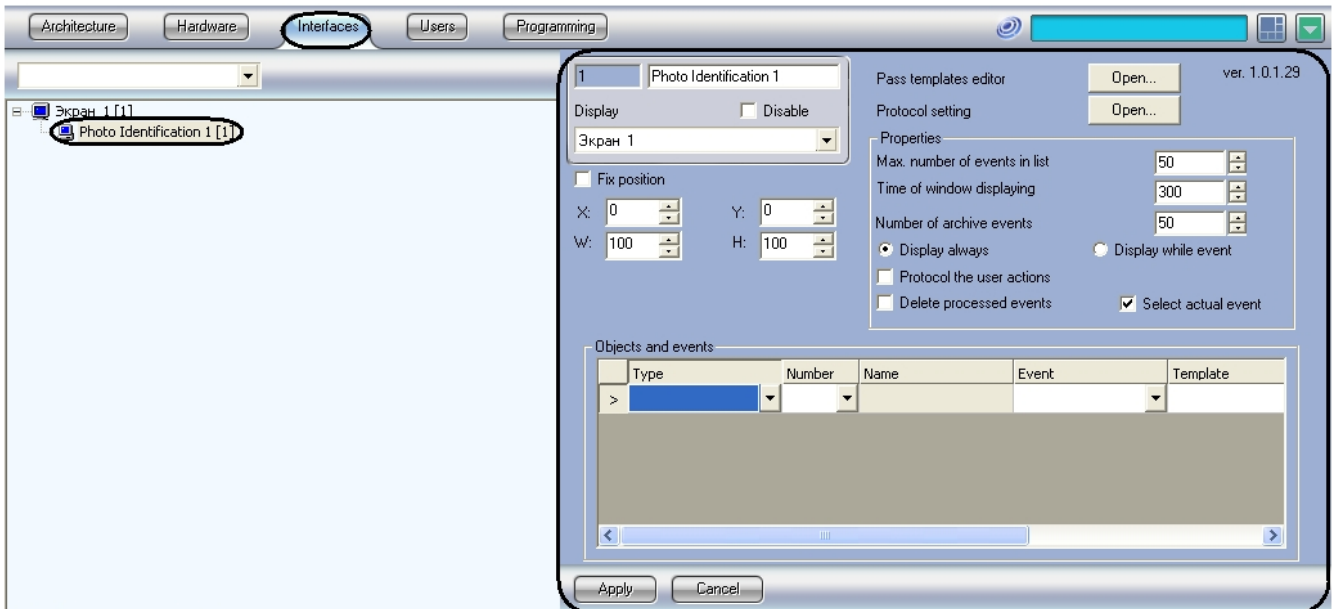 Architecture Hardware Interfaces Users Programming
Экран 1 [1]
Photo Identification 1 [1]
1 Photo Identification 1
Display Disable
Экран 1
Fix position
X: 0 Y: 0
W: 100 H: 100
Pass templates editor Open... ver. 1.0.1.29
Protocol setting Open...
Properties
Max. number of events in list 50
Time of window displaying 300
Number of archive events 50
Display always Display while event
Protocol the user actions
Delete processed events Select actual event
Objects and events
Type Number Name Event Template
>
Apply Cancel